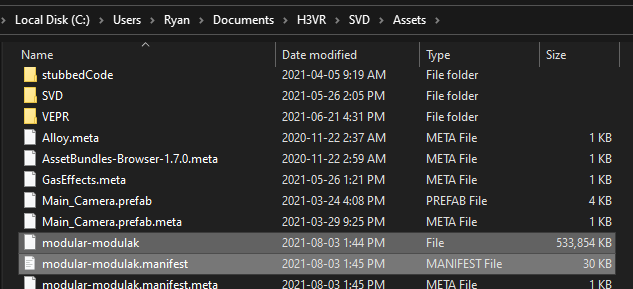 Local Disk (C:) > Users > Ryan > Documents > H3VR > SVD > Assets >
Name Date modified Type Size
stubbedCode 2021-04-05 9:19 AM File folder
SVD 2021-05-26 2:05 PM File folder
VEPR 2021-06-21 4:31 PM File folder
Alloy.meta 2020-11-22 2:37 AM META File 1 KB
AssetBundles-Browser-1.7.0.meta 2020-11-22 2:59 AM META File 1 KB
GasEffects.meta 2021-05-26 1:21 PM META File 1 KB
Main_Camera.prefab 2021-03-24 4:08 PM PREFAB File 4 KB
Main_Camera.prefab.meta 2021-03-29 9:25 PM META File 1 KB
modular-modulak 2021-08-03 1:44 PM File 533,854 KB
modular-modulak.manifest 2021-08-03 1:45 PM MANIFEST File 30 KB
modular-modulak.manifest.meta 2021-08-03 1:45 PM META File 1 KB